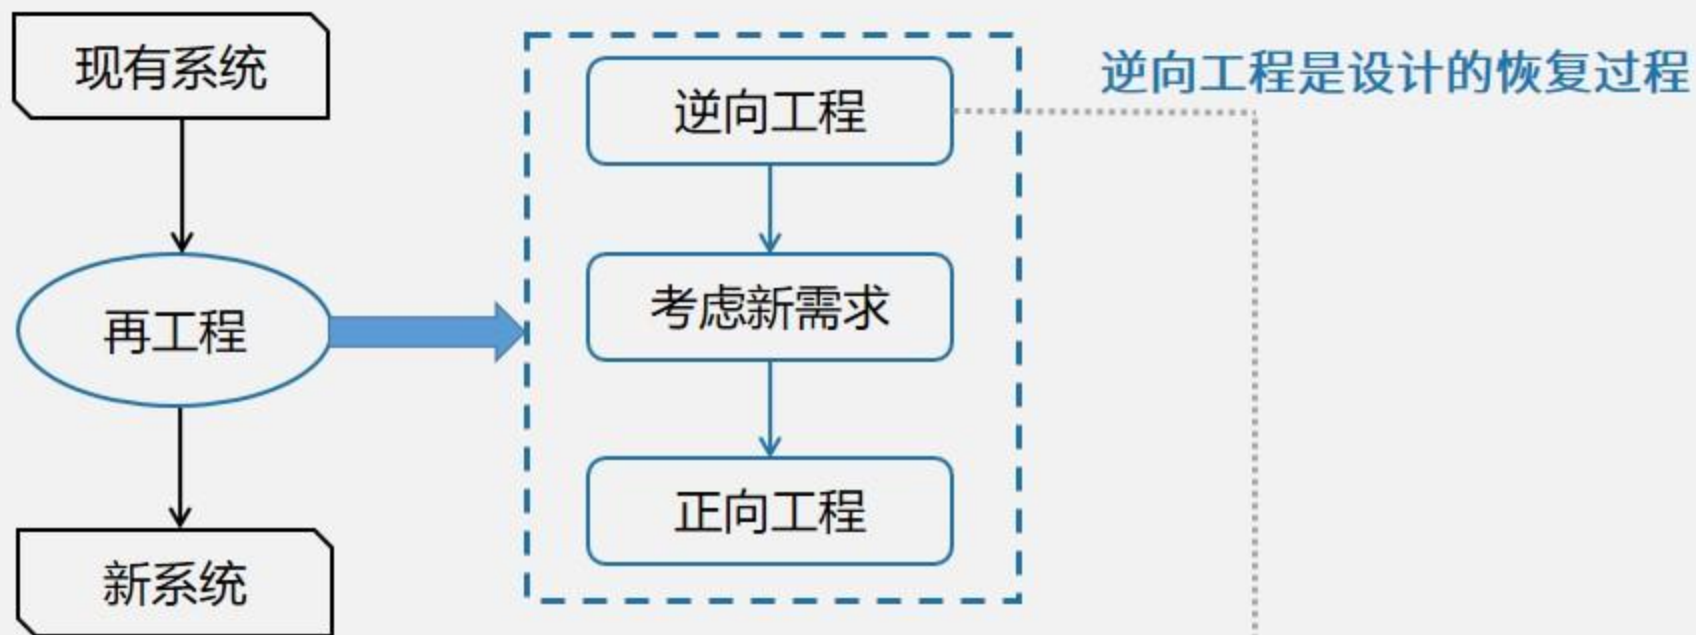 现有系统
再工程
新系统
逆向工程
考虑新需求
正向工程
逆向工程是设计的恢复过程